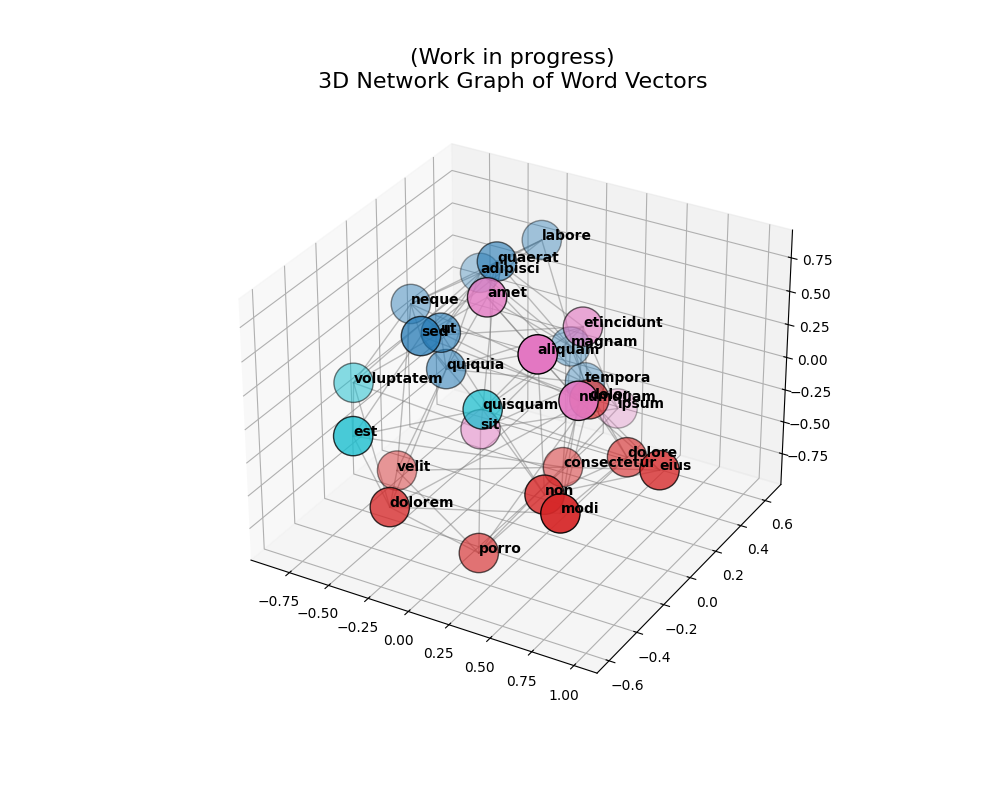 (Work in progress)
3D Network Graph of Word Vectors
labore
quaerat
adipisci
amet
neque
etincidunt
sed
ut
magnam
aliquam
quiquia
tempora
voluptatem
dolor
numquam
ipsum
quisquam
sit
est
dolore
consectetur
eius
velit
non
dolorem
modi
porro
0.75
0.50
0.25
0.00
−0.25
−0.50
−0.75
0.6
0.4
0.2
0.0
−0.2
−0.4
−0.6
−0.75
−0.50
−0.25
0.00
0.25
0.50
0.75
1.00